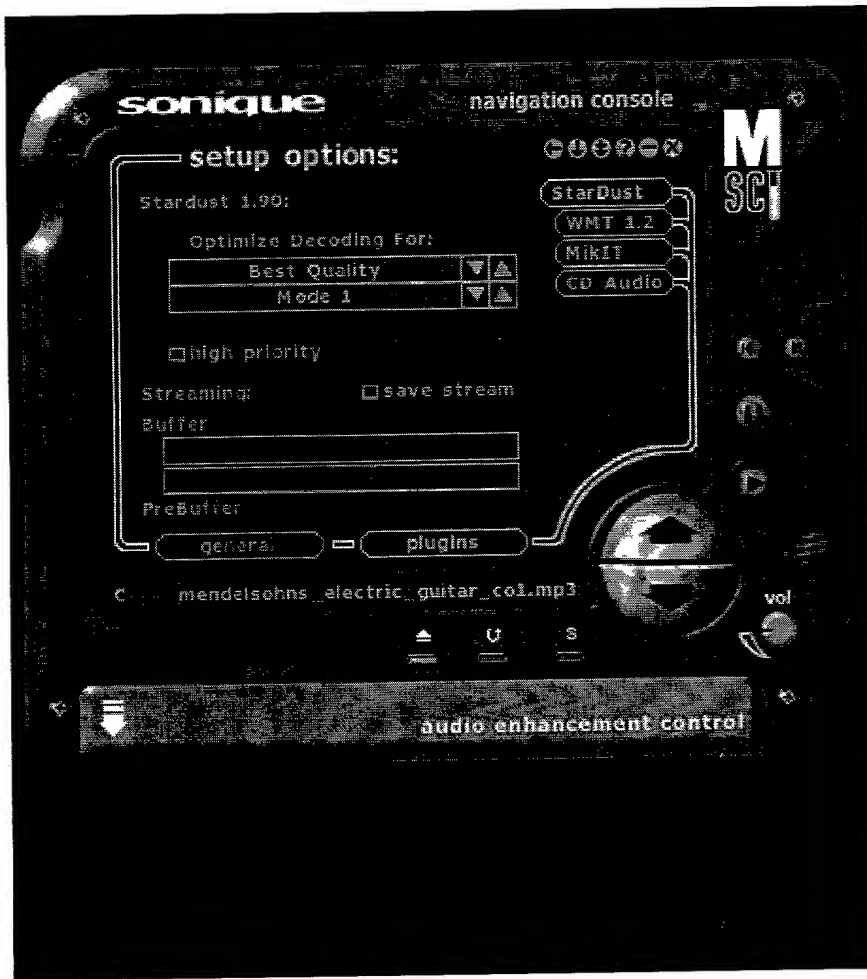 sonique
navigation console
M
SCI
setup options:
Stardust 1.90:
StarDust
WMT 1.2
MikIT
CD Audio
Optimize Decoding For:
Best Quality
Mode 1
high priority
Streaming:
save stream
Buffer
PreBuffer
general
plugins
mendelsohns_electric_guitar_co1.mp3
vol
S
audio enhancement control